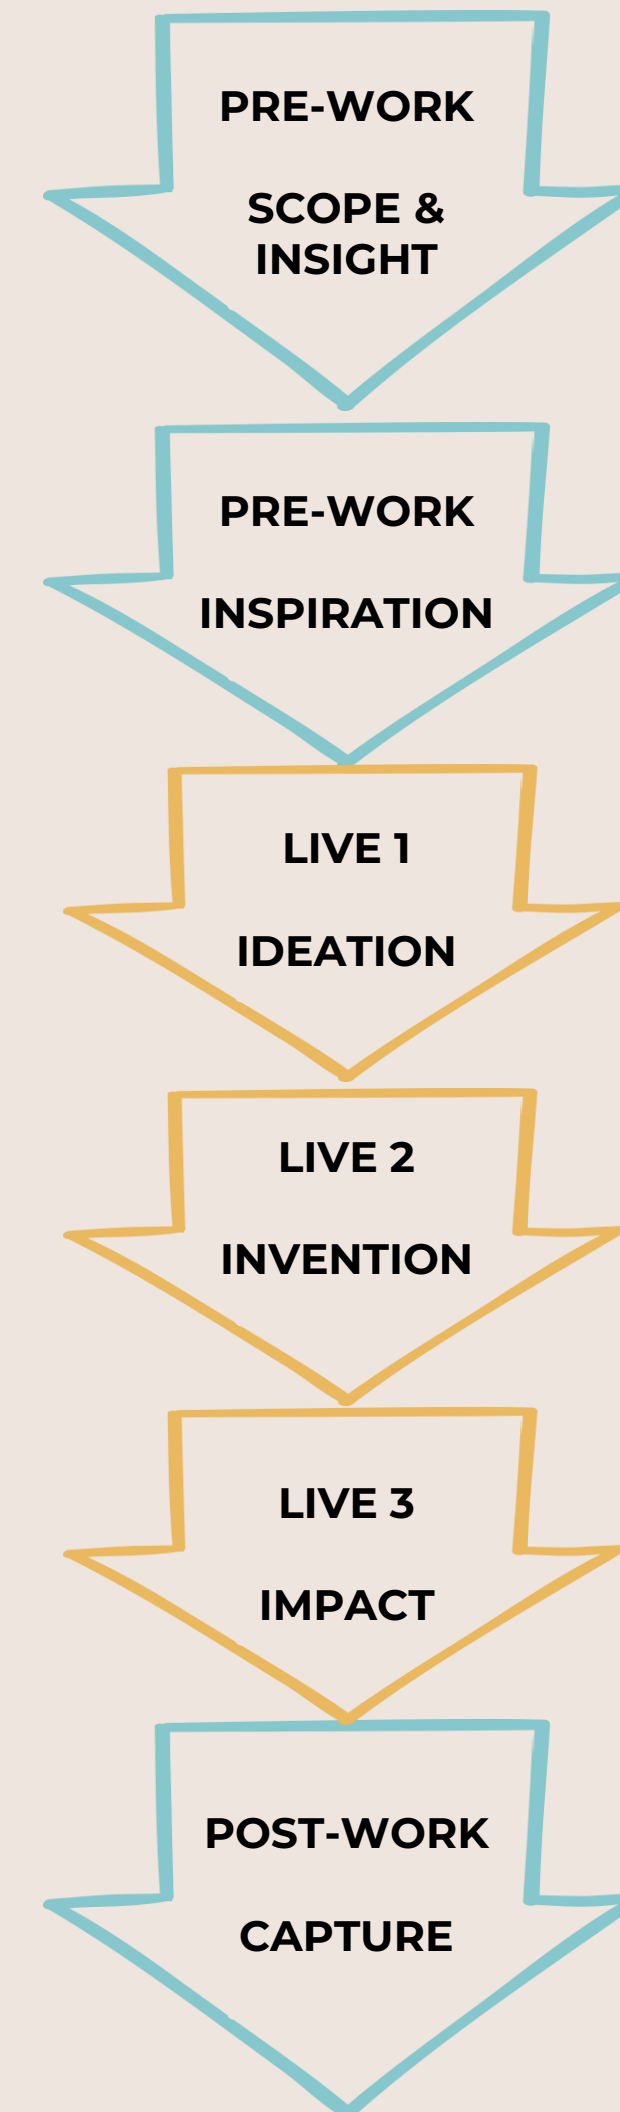 PRE-WORK
SCOPE &
INSIGHT
PRE-WORK
INSPIRATION
LIVE 1
IDEATION
LIVE 2
INVENTION
LIVE 3
IMPACT
POST-WORK
CAPTURE